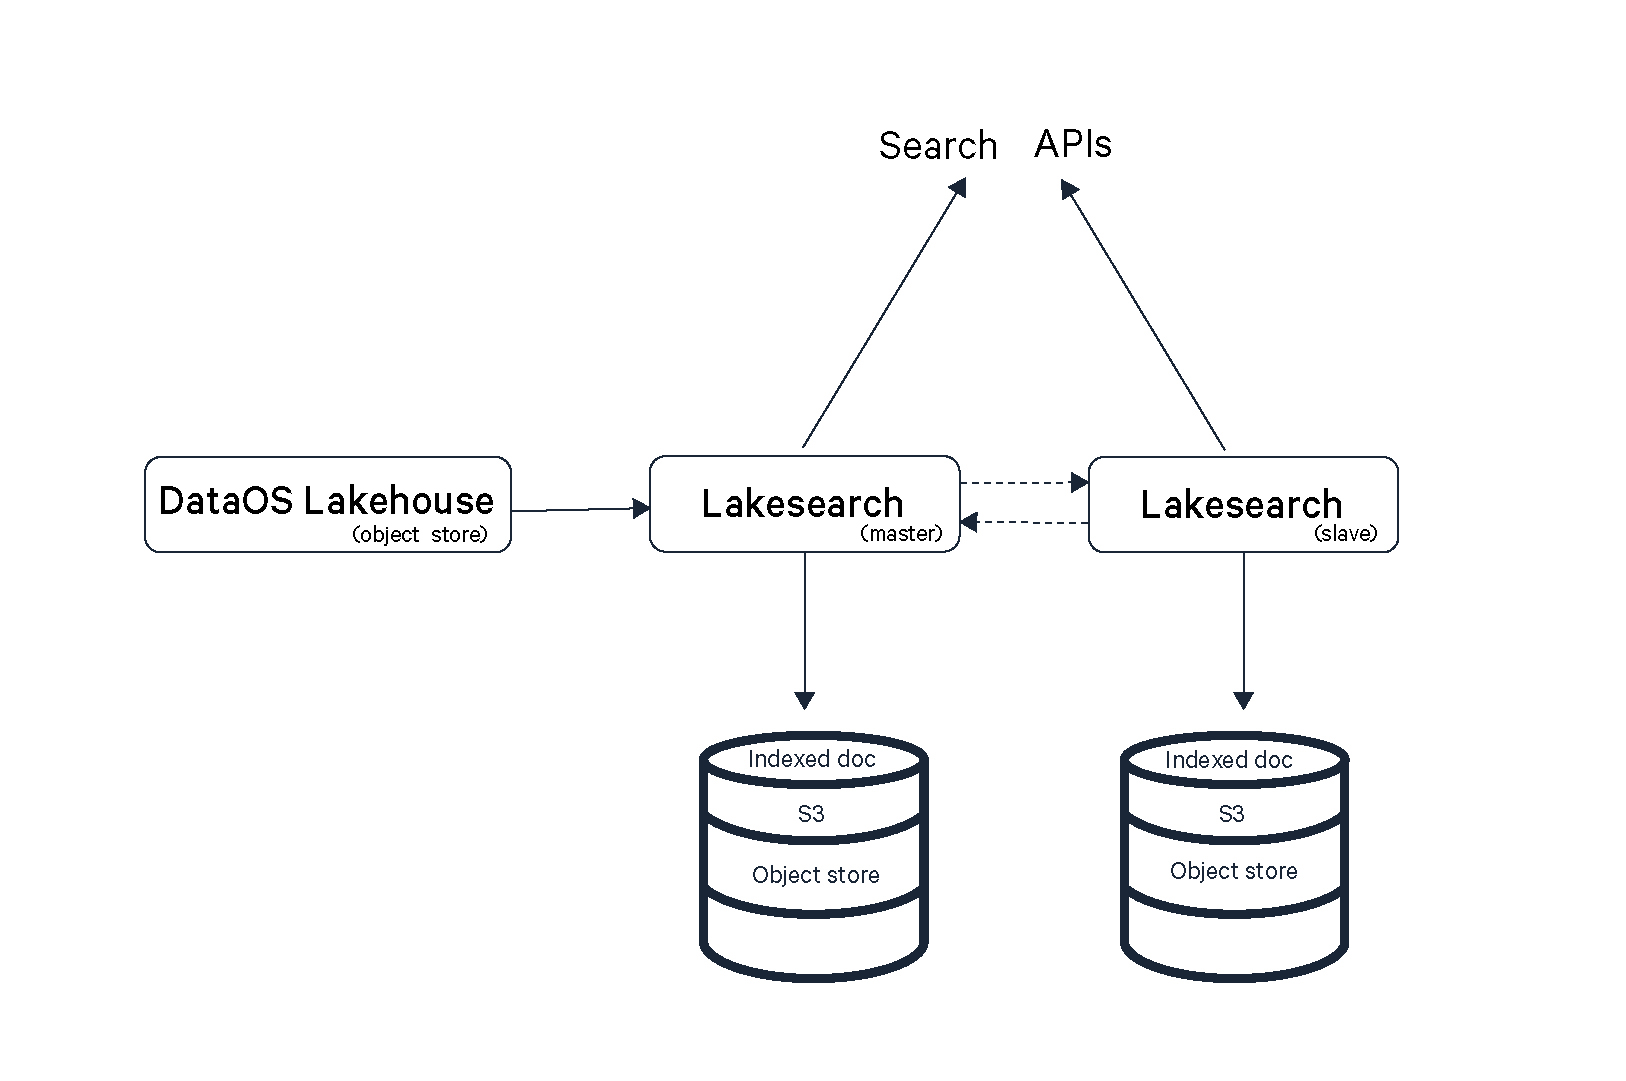 Search APIs
DataOS Lakehouse
(object store)
Lakesearch
(master)
Lakesearch
(slave)
Indexed doc
S3
Object store
Indexed doc
S3
Object store